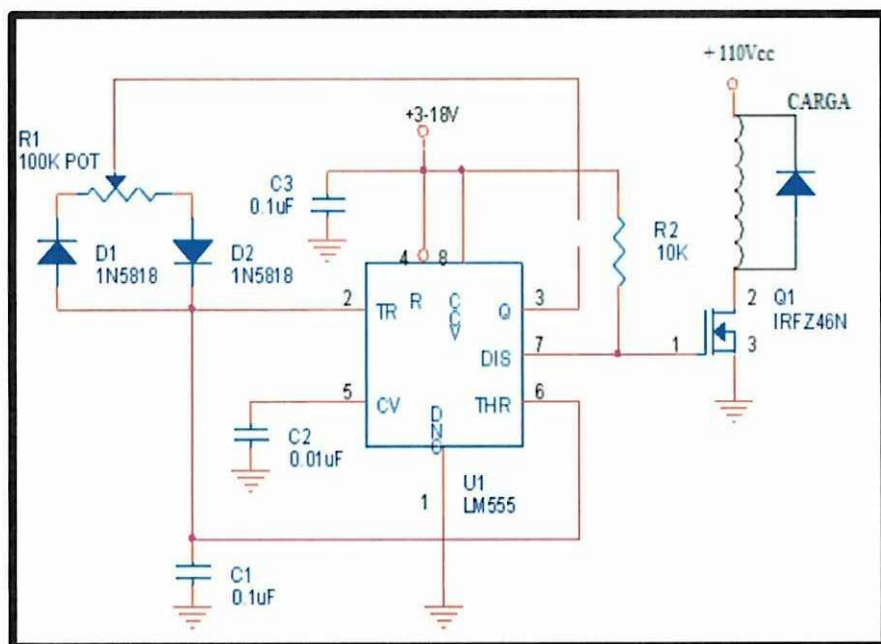 +110Vcc
CARGA
+3-18V
R1
100K POT
C3
0.1uF
R2
10K
D1
1N5818
D2
1N5818
4
8
R
VCC
2
TR
Q
3
Q1
IRFZ46N
2
1
3
DIS
7
5
CV
THR
6
GND
C2
0.01uF
U1
LM555
1
C1
0.1uF